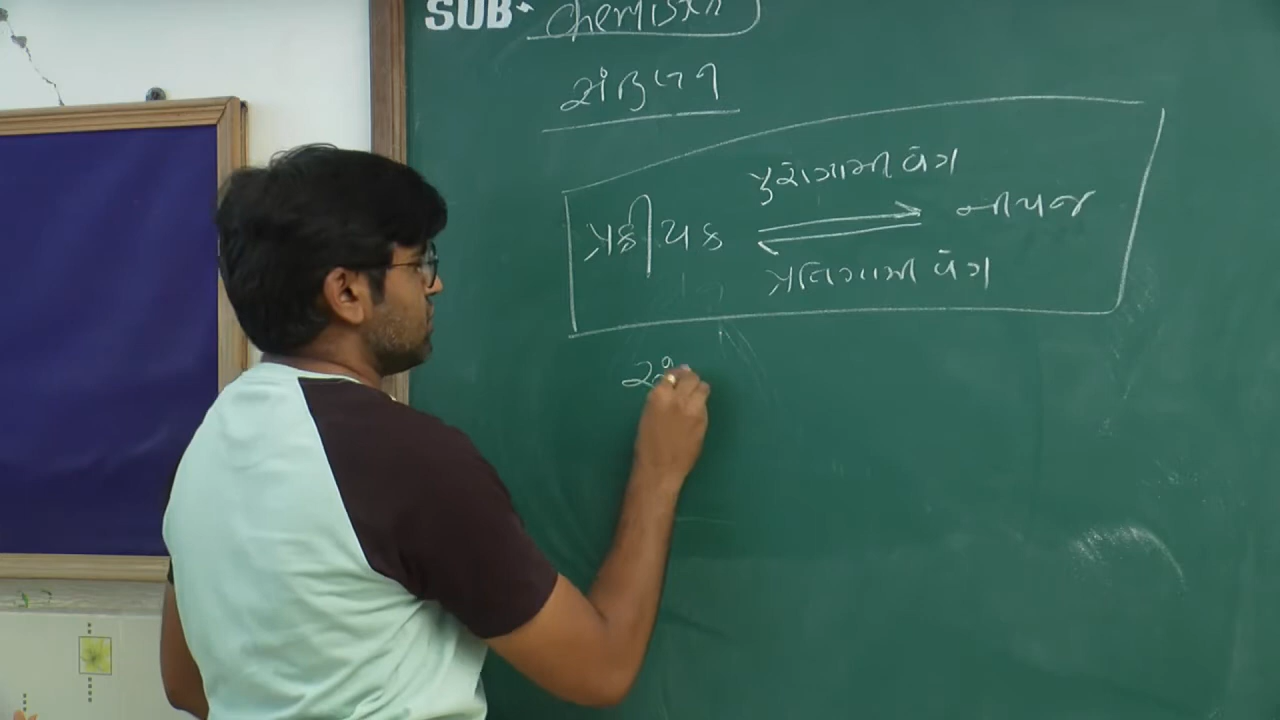 SUB- Chemistry
સંતુલન
પુરોગામી વેગ
પ્રક્રીયક ⇌ નીપજ
પ્રતિગામી વેગ